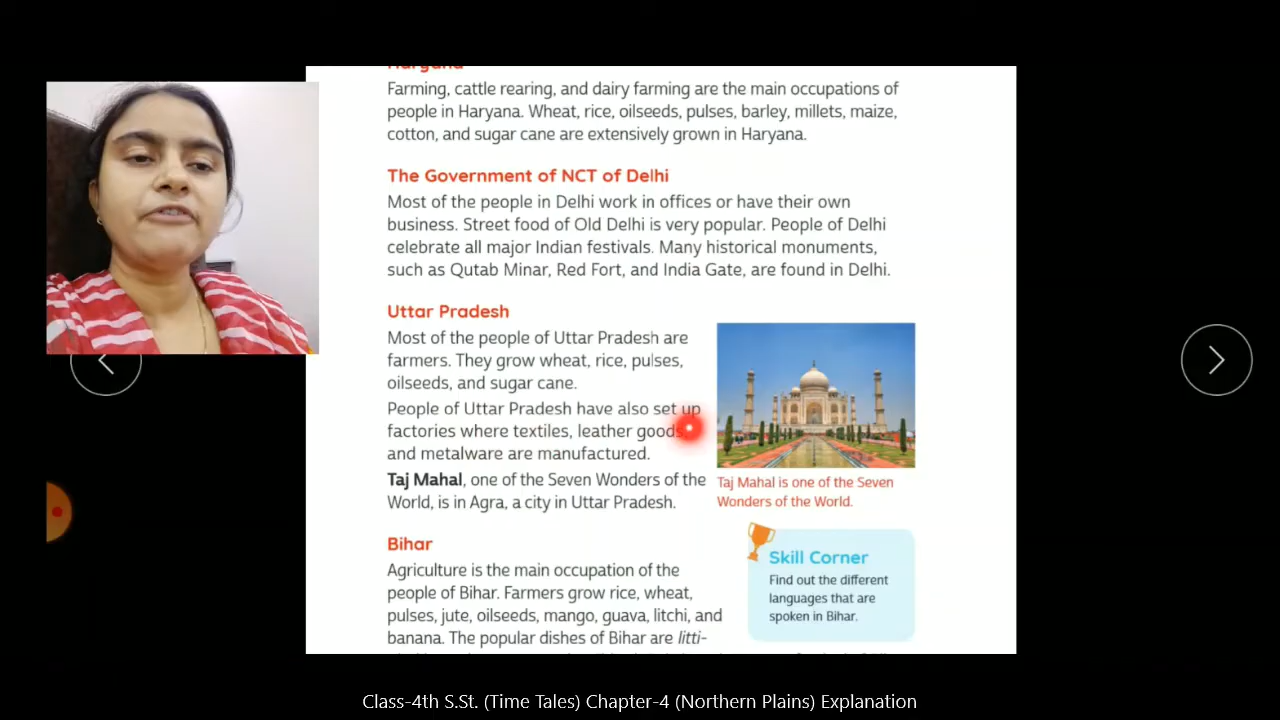 Haryana
Farming, cattle rearing, and dairy farming are the main occupations of
people in Haryana. Wheat, rice, oilseeds, pulses, barley, millets, maize,
cotton, and sugar cane are extensively grown in Haryana.
The Government of NCT of Delhi
Most of the people in Delhi work in offices or have their own
business. Street food of Old Delhi is very popular. People of Delhi
celebrate all major Indian festivals. Many historical monuments,
such as Qutab Minar, Red Fort, and India Gate, are found in Delhi.
Uttar Pradesh
Most of the people of Uttar Pradesh are
farmers. They grow wheat, rice, pulses,
oilseeds, and sugar cane.
People of Uttar Pradesh have also set up
factories where textiles, leather goods,
and metalware are manufactured.
Taj Mahal, one of the Seven Wonders of the
World, is in Agra, a city in Uttar Pradesh.
Taj Mahal is one of the Seven
Wonders of the World.
Bihar
Agriculture is the main occupation of the
people of Bihar. Farmers grow rice, wheat,
pulses, jute, oilseeds, mango, guava, litchi, and
banana. The popular dishes of Bihar are litti-
Skill Corner
Find out the different
languages that are
spoken in Bihar.
Class-4th S.St. (Time Tales) Chapter-4 (Northern Plains) Explanation